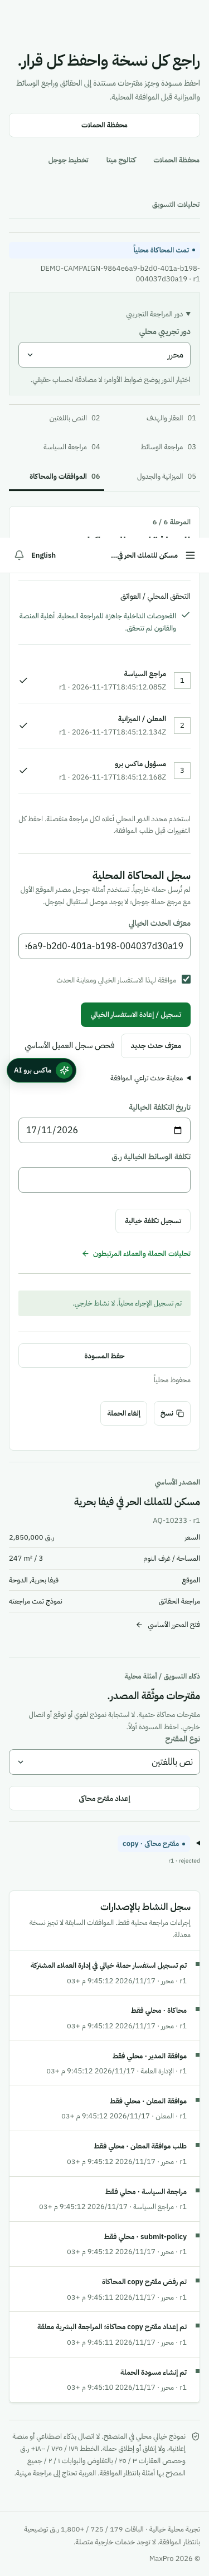 راجع كل نسخة واحفظ كل قرار.
احفظ مسودة وجهّز مقترحات مستندة إلى الحقائق وراجع الوسائط
والميزانية قبل الموافقة المحلية.
محفظة الحملات
محفظة الحملات
كتالوج ميتا
تخطيط جوجل
تحليلات التسويق
تمت المحاكاة محلياً
DEMO-CAMPAIGN-9864e6a9-b2d0-401a-b198-
004037d30a19 · r1
دور المراجعة التجريبي
دور تجريبي محلي
محرر
اختيار الدور يوضح ضوابط الأوامر؛ لا مصادقة لحساب حقيقي.
01 العقار والهدف
02 النص باللغتين
03 مراجعة الوسائط
04 مراجعة السياسة
05 الميزانية والجدول
06 الموافقات والمحاكاة
المرحلة 6 / 6
مسكن للتملك الحر في...
English
التحقق المحلي / العوائق
الفحوصات الداخلية جاهزة للمراجعة المحلية. أهلية المنصة
والقانون لم تتحقق.
1 مراجع السياسة
r1 · 2026-11-17T18:45:12.085Z
2 المعلن / الميزانية
r1 · 2026-11-17T18:45:12.134Z
3 مسؤول ماكس برو
r1 · 2026-11-17T18:45:12.168Z
استخدم محدد الدور المحلي أعلاه لكل مراجعة منفصلة. احفظ كل
التغييرات قبل طلب الموافقة.
سجل المحاكاة المحلية
لم نُرسل حملة خارجياً. تستخدم أمثلة جوجل مصدر الموقع الأول
مع مرجع حملة جوجل؛ لا يوجد موصل استقبال لجوجل.
معرّف الحدث الخيالي
6a9-b2d0-401a-b198-004037d30a19
موافقة لهذا الاستفسار الخيالي ومعاينة الحدث
تسجيل / إعادة الاستفسار الخيالي
معرّف حدث جديد
فحص سجل العميل الأساسي
معاينة حدث تراعي الموافقة
ماكس برو AI
تاريخ التكلفة الخيالية
17/11/2026
تكلفة الوسائط الخيالية ر.ق
تسجيل تكلفة خيالية
تحليلات الحملة والعملاء المرتبطون
تم تسجيل الإجراء محلياً. لا نشاط خارجي.
حفظ المسودة
محفوظ محلياً
نسخ
إلغاء الحملة
المصدر الأساسي
مسكن للتملك الحر في فيفا بحرية
AQ-10233 · r1
السعر
2,850,000 ر.ق
المساحة / غرف النوم
247 m² / 3
الموقع
فيفا بحرية, الدوحة
مراجعة الحقائق
نموذج تمت مراجعته
فتح المحرر الأساسي
ذكاء التسويق / أمثلة محلية
مقترحات موثّقة المصدر.
مقترحات محاكاة حتمية. لا استجابة نموذج لغوي أو توقع أو اتصال
خارجي. احفظ المسودة أولاً.
نوع المقترح
نص باللغتين
إعداد مقترح محاكى
مقترح محاكى · copy
r1 · rejected
سجل النشاط بالإصدارات
إجراءات مراجعة محلية فقط. الموافقات السابقة لا تجيز نسخة
معدلة.
تم تسجيل استفسار حملة خيالي في إدارة العملاء المشتركة
r1 · محرر · 2026/11/17 9:45:12 م +03
محاكاة · محلي فقط
r1 · محرر · 2026/11/17 9:45:12 م +03
موافقة المدير · محلي فقط
r1 · الإدارة العامة · 2026/11/17 9:45:12 م +03
موافقة المعلن · محلي فقط
r1 · المعلن · 2026/11/17 9:45:12 م +03
طلب موافقة المعلن · محلي فقط
r1 · محرر · 2026/11/17 9:45:12 م +03
مراجعة السياسة · محلي فقط
r1 · مراجع السياسة · 2026/11/17 9:45:12 م +03
submit-policy · محلي فقط
r1 · محرر · 2026/11/17 9:45:12 م +03
تم رفض مقترح copy المحاكاة
r1 · محرر · 2026/11/17 9:45:11 م +03
تم إعداد مقترح copy محاكاة؛ المراجعة البشرية معلقة
r1 · محرر · 2026/11/17 9:45:11 م +03
تم إنشاء مسودة الحملة
r1 · محرر · 2026/11/17 9:45:10 م +03
نموذج خيالي محلي في المتصفح. لا اتصال بذكاء اصطناعي أو منصة
إعلانية، ولا إنفاق أو إطلاق حملة. الخطط ١٧٩ / ٧٢٥ / ١٨٠٠+ ر.ق
وحصص العقارات ٣ / ٢٥ / بالتفاوض والبوابات ١ / ٢ / جميع
المصرّح بها أمثلة بانتظار الموافقة. العربية تحتاج إلى مراجعة مهنية.
تجربة محلية خيالية · الباقات 179 / 725 / 1,800+ ر.ق توضيحية
بانتظار الموافقة. لا توجد خدمات خارجية متصلة.
© 2026 MaxPro